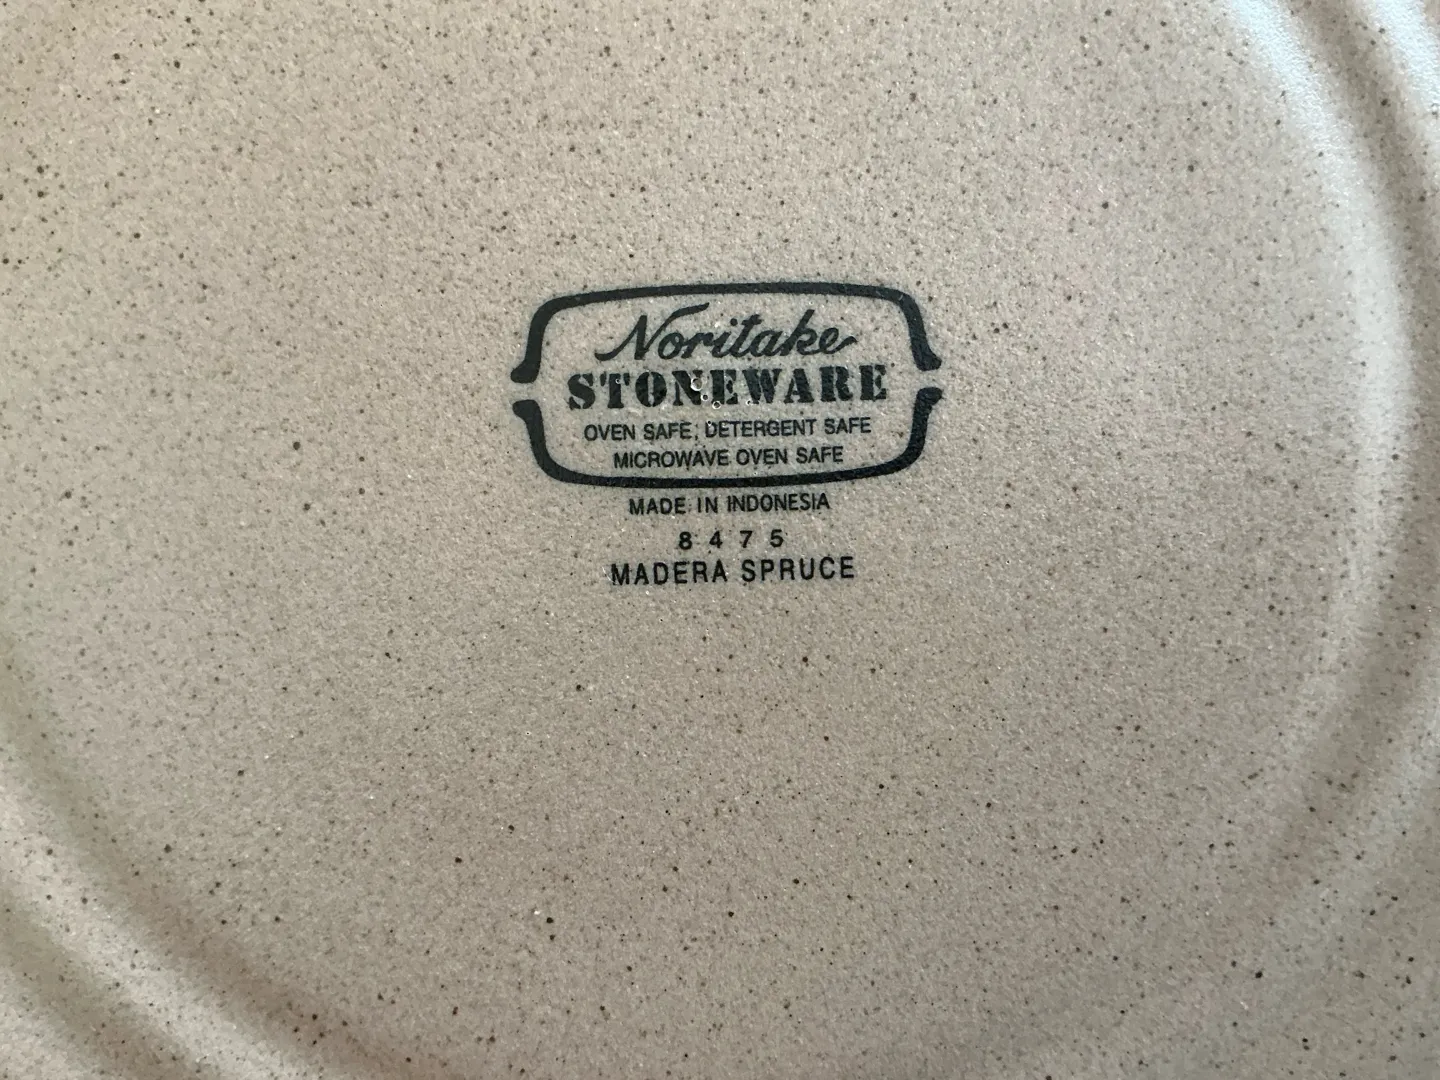 Noritake
STONEWARE
OVEN SAFE, DETERGENT SAFE
MICROWAVE OVEN SAFE
MADE IN INDONESIA
8475
MADERA SPRUCE